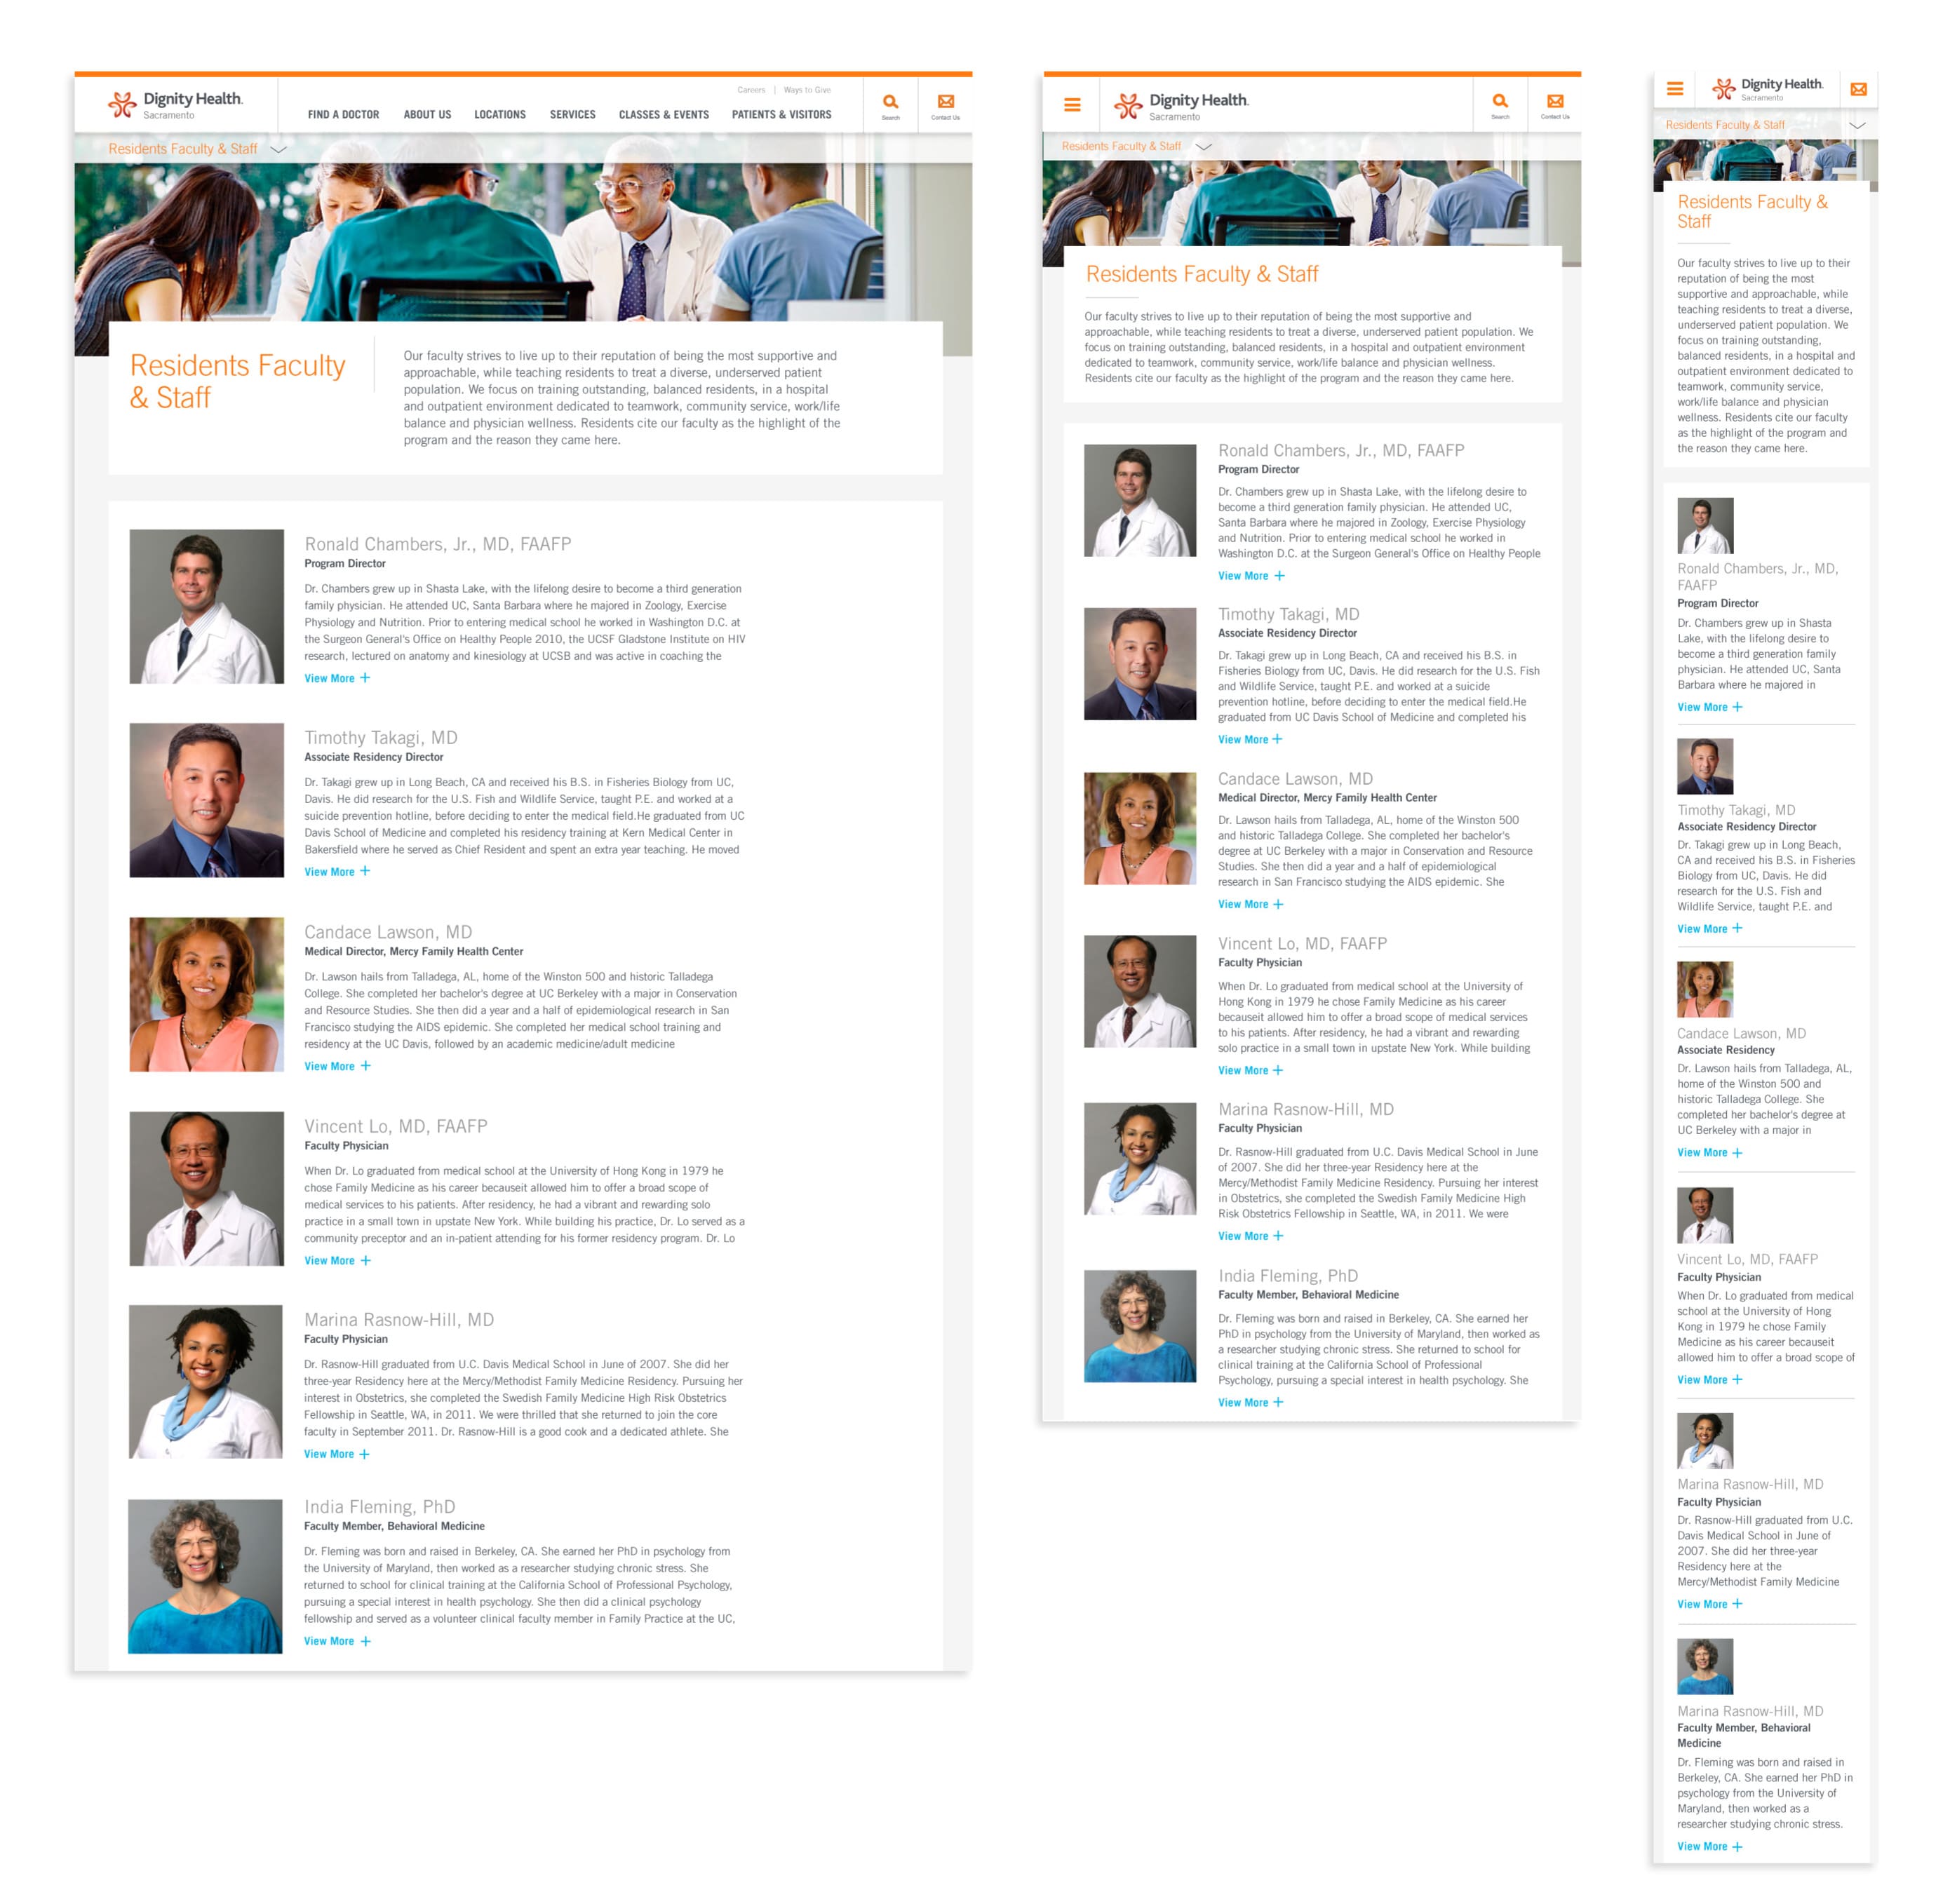 Dignity Health.
Sacramento
Careers | Ways to Give
FIND A DOCTOR ABOUT US LOCATIONS SERVICES CLASSES & EVENTS PATIENTS & VISITORS
Search
Contact Us
Residents Faculty & Staff
Residents Faculty
& Staff
Our faculty strives to live up to their reputation of being the most supportive and
approachable, while teaching residents to treat a diverse, underserved patient
population. We focus on training outstanding, balanced residents, in a hospital
and outpatient environment dedicated to teamwork, community service, work/life
balance and physician wellness. Residents cite our faculty as the highlight of the
program and the reason they came here.
Ronald Chambers, Jr., MD, FAAFP
Program Director
Dr. Chambers grew up in Shasta Lake, with the lifelong desire to become a third generation
family physician. He attended UC, Santa Barbara where he majored in Zoology, Exercise
Physiology and Nutrition. Prior to entering medical school he worked in Washington D.C. at
the Surgeon General's Office on Healthy People 2010, the UCSF Gladstone Institute on HIV
research, lectured on anatomy and kinesiology at UCSB and was active in coaching the
View More +
Timothy Takagi, MD
Associate Residency Director
Dr. Takagi grew up in Long Beach, CA and received his B.S. in Fisheries Biology from UC,
Davis. He did research for the U.S. Fish and Wildlife Service, taught P.E. and worked at a
suicide prevention hotline, before deciding to enter the medical field.He graduated from UC
Davis School of Medicine and completed his residency training at Kern Medical Center in
Bakersfield where he served as Chief Resident and spent an extra year teaching. He moved
View More +
Candace Lawson, MD
Medical Director, Mercy Family Health Center
Dr. Lawson hails from Talladega, AL, home of the Winston 500 and historic Talladega
College. She completed her bachelor's degree at UC Berkeley with a major in Conservation
and Resource Studies. She then did a year and a half of epidemiological research in San
Francisco studying the AIDS epidemic. She completed her medical school training and
residency at the UC Davis, followed by an academic medicine/adult medicine
View More +
Vincent Lo, MD, FAAFP
Faculty Physician
When Dr. Lo graduated from medical school at the University of Hong Kong in 1979 he
chose Family Medicine as his career becauseit allowed him to offer a broad scope of
medical services to his patients. After residency, he had a vibrant and rewarding solo
practice in a small town in upstate New York. While building his practice, Dr. Lo served as a
community preceptor and an in-patient attending for his former residency program. Dr. Lo
View More +
Marina Rasnow-Hill, MD
Faculty Physician
Dr. Rasnow-Hill graduated from U.C. Davis Medical School in June of 2007. She did her
three-year Residency here at the Mercy/Methodist Family Medicine Residency. Pursuing her
interest in Obstetrics, she completed the Swedish Family Medicine High Risk Obstetrics
Fellowship in Seattle, WA, in 2011. We were thrilled that she returned to join the core
faculty in September 2011. Dr. Rasnow-Hill is a good cook and a dedicated athlete. She
View More +
India Fleming, PhD
Faculty Member, Behavioral Medicine
Dr. Fleming was born and raised in Berkeley, CA. She earned her PhD in psychology from
the University of Maryland, then worked as a researcher studying chronic stress. She
returned to school for clinical training at the California School of Professional Psychology,
pursuing a special interest in health psychology. She then did a clinical psychology
fellowship and served as a volunteer clinical faculty member in Family Practice at the UC,
View More +
Dignity Health.
Sacramento
Search
Contact Us
Residents Faculty & Staff
Residents Faculty & Staff
Our faculty strives to live up to their reputation of being the most supportive and
approachable, while teaching residents to treat a diverse, underserved patient population. We
focus on training outstanding, balanced residents, in a hospital and outpatient environment
dedicated to teamwork, community service, work/life balance and physician wellness.
Residents cite our faculty as the highlight of the program and the reason they came here.
Ronald Chambers, Jr., MD, FAAFP
Program Director
Dr. Chambers grew up in Shasta Lake, with the lifelong desire to
become a third generation family physician. He attended UC,
Santa Barbara where he majored in Zoology, Exercise Physiology
and Nutrition. Prior to entering medical school he worked in
Washington D.C. at the Surgeon General's Office on Healthy People
View More +
Timothy Takagi, MD
Associate Residency Director
Dr. Takagi grew up in Long Beach, CA and received his B.S. in
Fisheries Biology from UC, Davis. He did research for the U.S. Fish
and Wildlife Service, taught P.E. and worked at a suicide
prevention hotline, before deciding to enter the medical field.He
graduated from UC Davis School of Medicine and completed his
View More +
Candace Lawson, MD
Medical Director, Mercy Family Health Center
Dr. Lawson hails from Talladega, AL, home of the Winston 500
and historic Talladega College. She completed her bachelor's
degree at UC Berkeley with a major in Conservation and Resource
Studies. She then did a year and a half of epidemiological
research in San Francisco studying the AIDS epidemic. She
View More +
Vincent Lo, MD, FAAFP
Faculty Physician
When Dr. Lo graduated from medical school at the University of
Hong Kong in 1979 he chose Family Medicine as his career
becauseit allowed him to offer a broad scope of medical services
to his patients. After residency, he had a vibrant and rewarding
solo practice in a small town in upstate New York. While building
View More +
Marina Rasnow-Hill, MD
Faculty Physician
Dr. Rasnow-Hill graduated from U.C. Davis Medical School in June
of 2007. She did her three-year Residency here at the
Mercy/Methodist Family Medicine Residency. Pursuing her interest
in Obstetrics, she completed the Swedish Family Medicine High
Risk Obstetrics Fellowship in Seattle, WA, in 2011. We were
View More +
India Fleming, PhD
Faculty Member, Behavioral Medicine
Dr. Fleming was born and raised in Berkeley, CA. She earned her
PhD in psychology from the University of Maryland, then worked as
a researcher studying chronic stress. She returned to school for
clinical training at the California School of Professional
Psychology, pursuing a special interest in health psychology. She
View More +
Dignity Health.
Sacramento
Residents Faculty & Staff
Residents Faculty &
Staff
Our faculty strives to live up to their
reputation of being the most
supportive and approachable, while
teaching residents to treat a diverse,
underserved patient population. We
focus on training outstanding,
balanced residents, in a hospital and
outpatient environment dedicated to
teamwork, community service,
work/life balance and physician
wellness. Residents cite our faculty
as the highlight of the program and
the reason they came here.
Ronald Chambers, Jr., MD,
FAAFP
Program Director
Dr. Chambers grew up in Shasta
Lake, with the lifelong desire to
become a third generation family
physician. He attended UC, Santa
Barbara where he majored in
View More +
Timothy Takagi, MD
Associate Residency Director
Dr. Takagi grew up in Long Beach,
CA and received his B.S. in Fisheries
Biology from UC, Davis. He did
research for the U.S. Fish and
Wildlife Service, taught P.E. and
View More +
Candace Lawson, MD
Associate Residency
Dr. Lawson hails from Talladega, AL,
home of the Winston 500 and
historic Talladega College. She
completed her bachelor's degree at
UC Berkeley with a major in
View More +
Vincent Lo, MD, FAAFP
Faculty Physician
When Dr. Lo graduated from medical
school at the University of Hong
Kong in 1979 he chose Family
Medicine as his career becauseit
allowed him to offer a broad scope of
View More +
Marina Rasnow-Hill, MD
Faculty Physician
Dr. Rasnow-Hill graduated from U.C.
Davis Medical School in June of
2007. She did her three-year
Residency here at the
Mercy/Methodist Family Medicine
View More +
Marina Rasnow-Hill, MD
Faculty Member, Behavioral
Medicine
Dr. Fleming was born and raised in
Berkeley, CA. She earned her PhD in
psychology from the University of
Maryland, then worked as a
researcher studying chronic stress.
View More +